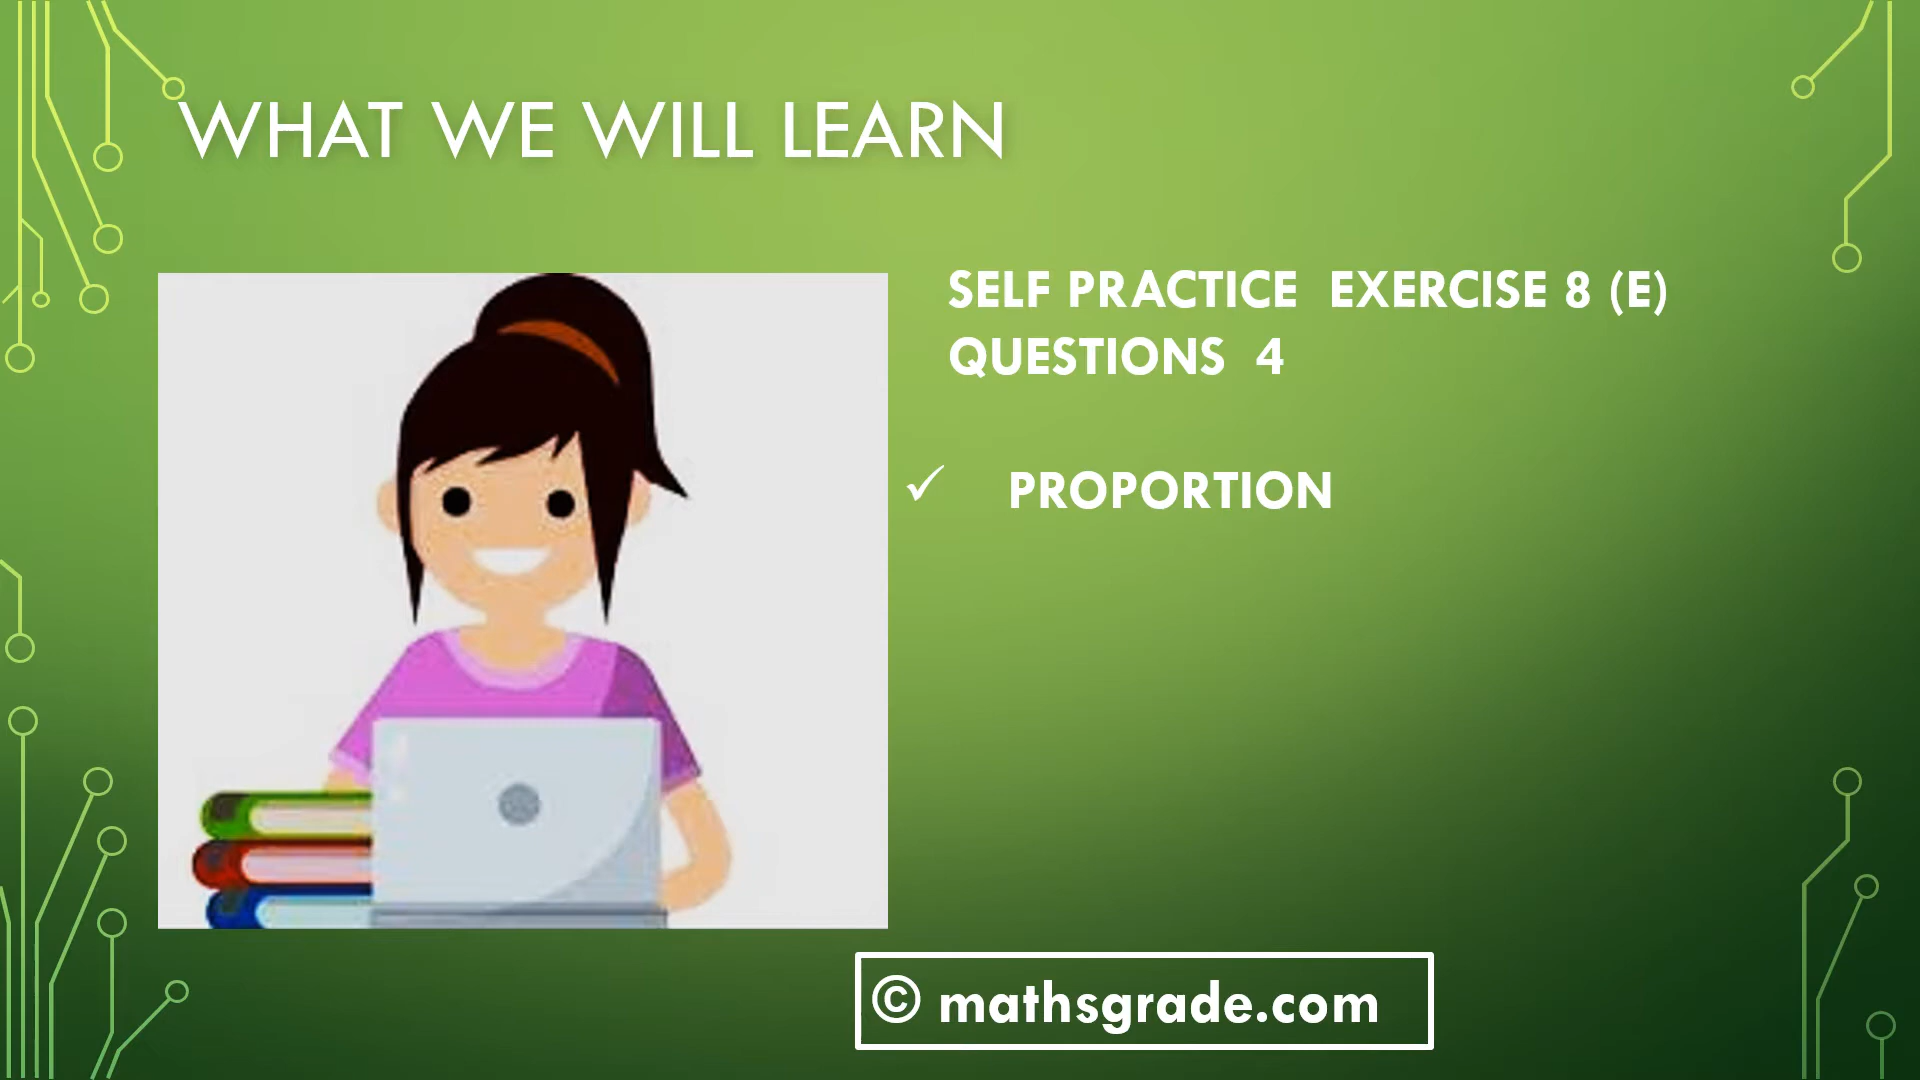 WHAT WE WILL LEARN
SELF PRACTICE EXERCISE 8 (E)
QUESTIONS 4
✓ PROPORTION
© mathsgrade.com